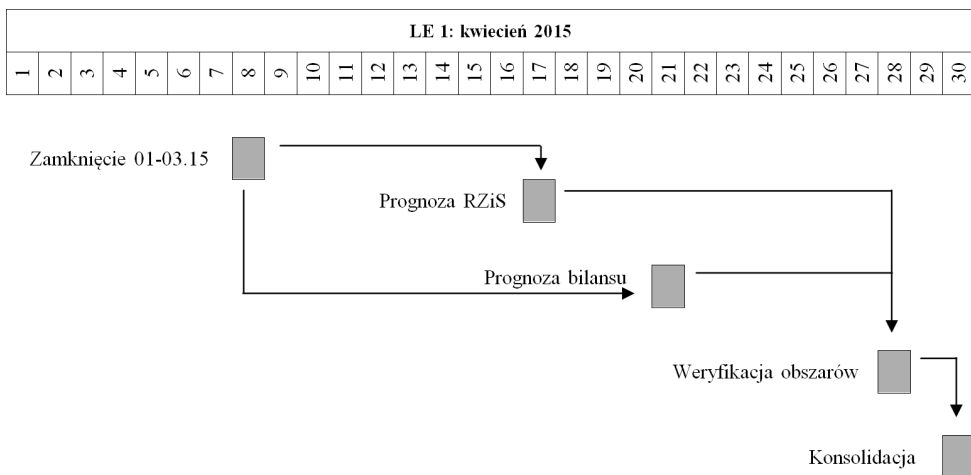 LE 1: kwiecień 2015
1 2 3 4 5 6 7 8 9 10 11 12 13 14 15 16 17 18 19 20 21 22 23 24 25 26 27 28 29 30
Zamknięcie 01-03.15
Prognoza RZiS
Prognoza bilansu
Weryfikacja obszarów
Konsolidacja